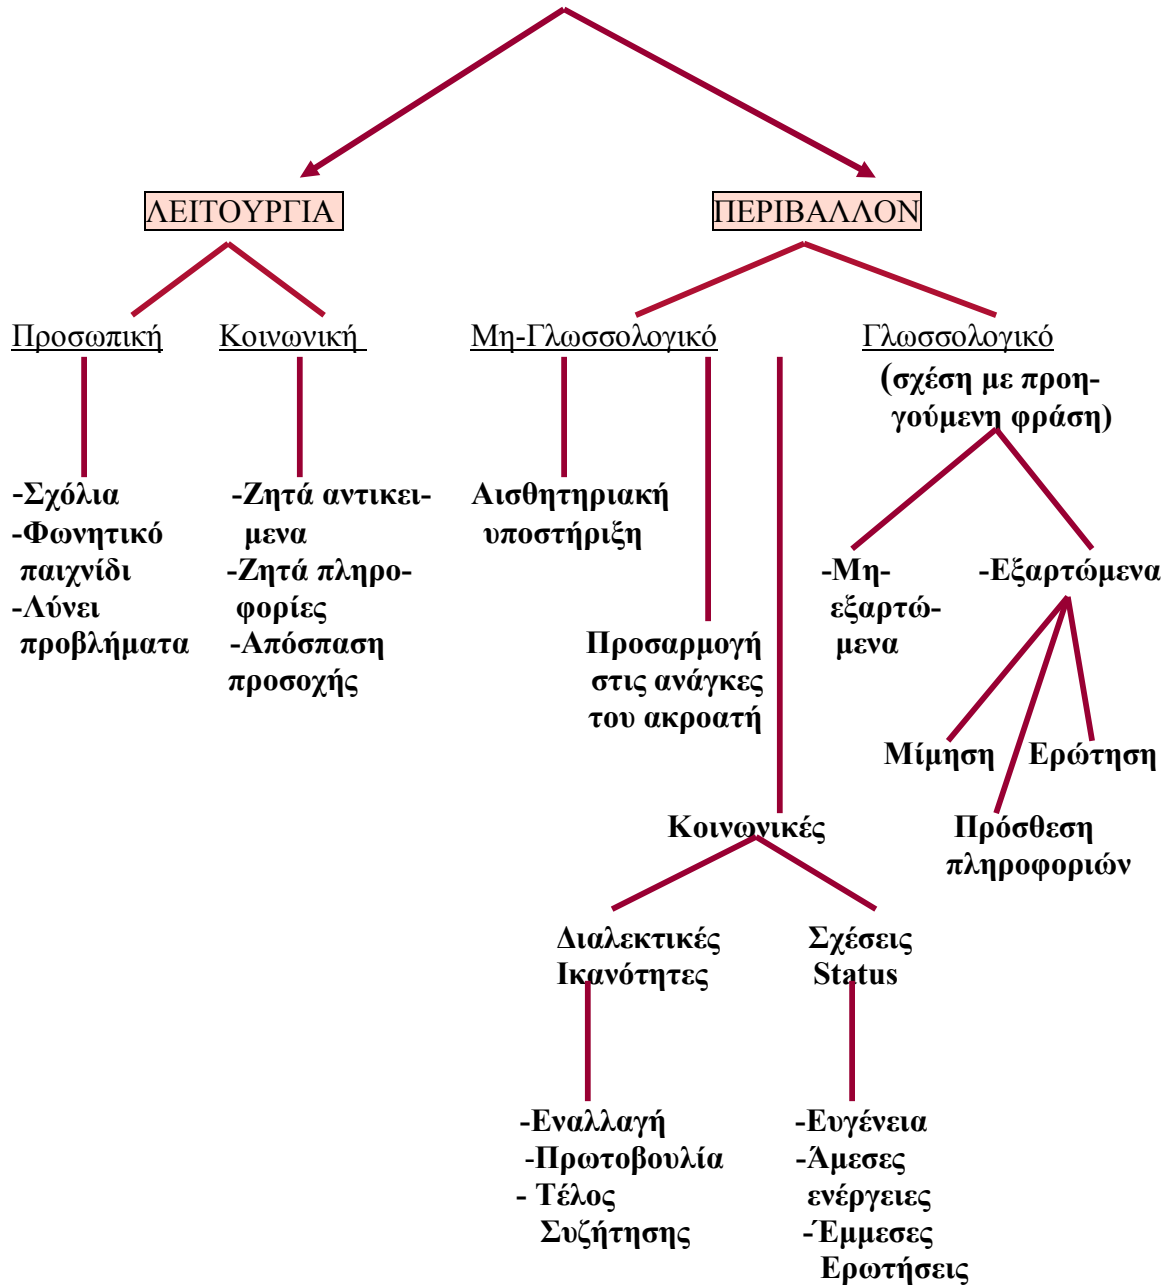 ΛΕΙΤΟΥΡΓΙΑ
ΠΕΡΙΒΑΛΛΟΝ
Προσωπική
Κοινωνική
Μη-Γλωσσολογικό
Γλωσσολογικό
(σχέση με προη-
γούμενη φράση)
-Σχόλια
-Φωνητικό
παιχνίδι
-Λύνει
προβλήματα
-Ζητά αντικει-
μενα
-Ζητά πληρο-
φορίες
-Απόσπαση
προσοχής
Αισθητηριακή
υποστήριξη
Προσαρμογή
στις ανάγκες
του ακροατή
-Μη-
εξαρτώ-
μενα
-Εξαρτώμενα
Μίμηση
Ερώτηση
Πρόσθεση
πληροφοριών
Κοινωνικές
Διαλεκτικές
Ικανότητες
Σχέσεις
Status
-Εναλλαγή
-Πρωτοβουλία
- Τέλος
Συζήτησης
-Ευγένεια
-Άμεσες
ενέργειες
-Έμμεσες
Ερωτήσεις